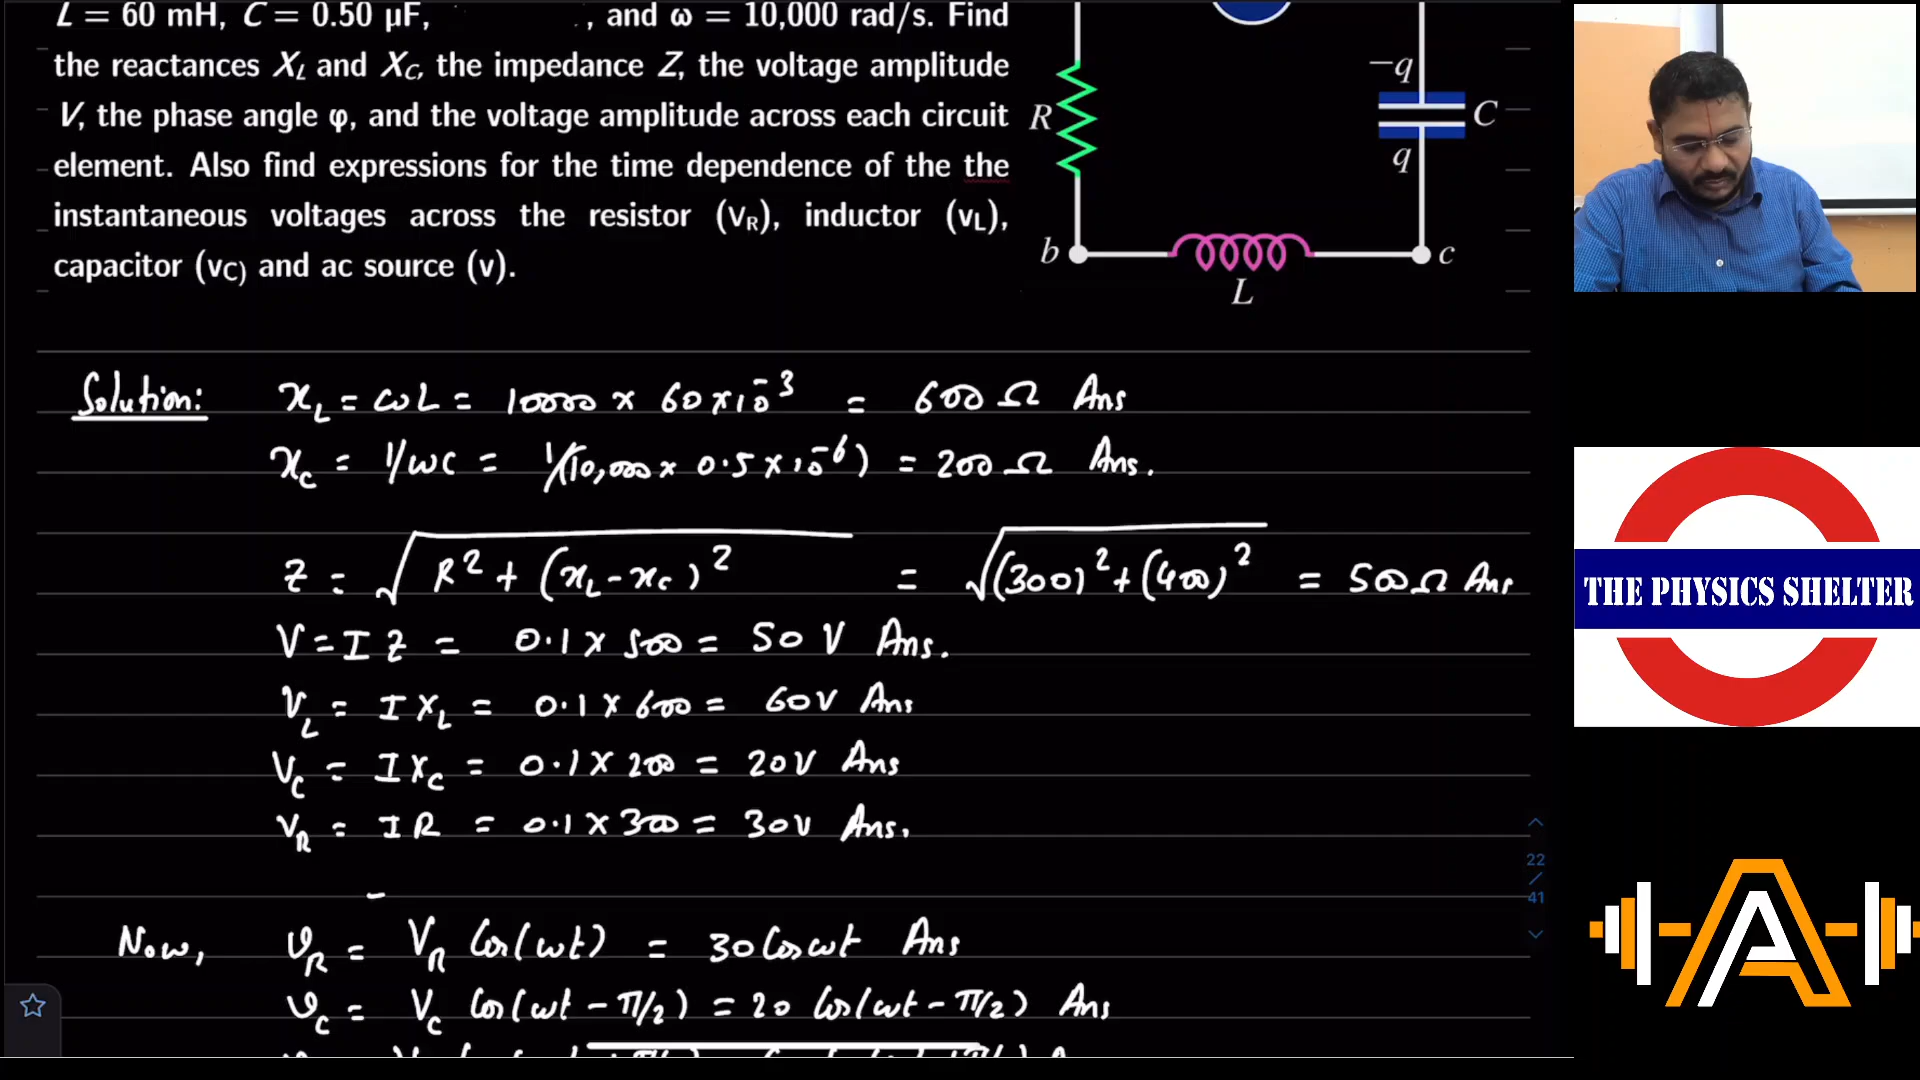 L = 60 mH, C = 0.50 μF, , and ω = 10,000 rad/s. Find
the reactances X_L and X_C, the impedance Z, the voltage amplitude
V, the phase angle φ, and the voltage amplitude across each circuit
element. Also find expressions for the time dependence of the the
instantaneous voltages across the resistor (v_R), inductor (v_L),
capacitor (v_C) and ac source (v).
R
-q
C
q
b
c
L
Solution: x_L = ωL = 10000 × 60×10^-3 = 600 Ω Ans
x_C = 1/ωC = 1/(10,000 × 0.5 × 10^-6) = 200 Ω Ans.
Z = √(R² + (x_L - x_C)²) = √((300)² + (400)²) = 500Ω Ans
V = I Z = 0.1 × 500 = 50 V Ans.
V_L = I X_L = 0.1 × 600 = 60V Ans
V_C = I X_C = 0.1 × 200 = 20V Ans
V_R = I R = 0.1 × 300 = 30V Ans.
Now, v_R = V_R Cos(ωt) = 30 Cos ωt Ans
v_C = V_C Cos(ωt - π/2) = 20 Cos(ωt - π/2) Ans
THE PHYSICS SHELTER
A
22
/
41